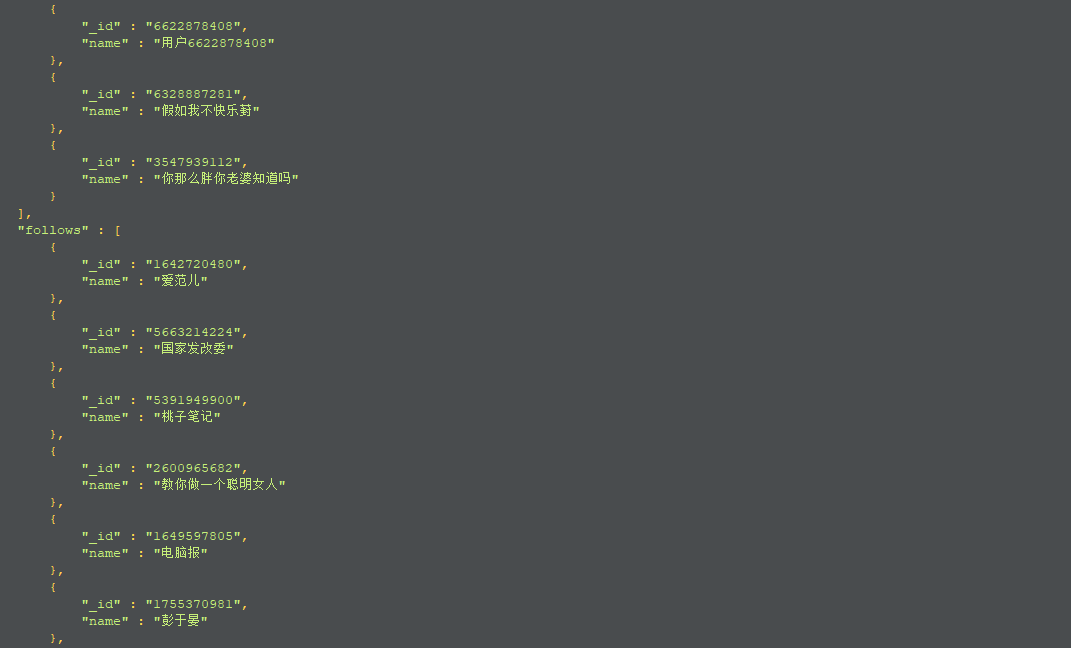 {
"_id" : "6622878408",
"name" : "用户6622878408"
},
{
"_id" : "6328887281",
"name" : "假如我不快乐葑"
},
{
"_id" : "3547939112",
"name" : "你那么胖你老婆知道吗"
}
],
"follows" : [
{
"_id" : "1642720480",
"name" : "爱范儿"
},
{
"_id" : "5663214224",
"name" : "国家发改委"
},
{
"_id" : "5391949900",
"name" : "桃子笔记"
},
{
"_id" : "2600965682",
"name" : "教你做一个聪明女人"
},
{
"_id" : "1649597805",
"name" : "电脑报"
},
{
"_id" : "1755370981",
"name" : "彭于晏"
},